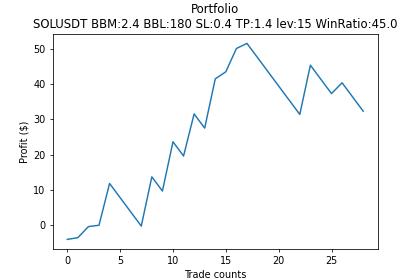 Portfolio
SOLUSDT BBM:2.4 BBL:180 SL:0.4 TP:1.4 lev:15 WinRatio:45.0
50
40
30
20
10
0
Profit ($)
0 5 10 15 20 25
Trade counts